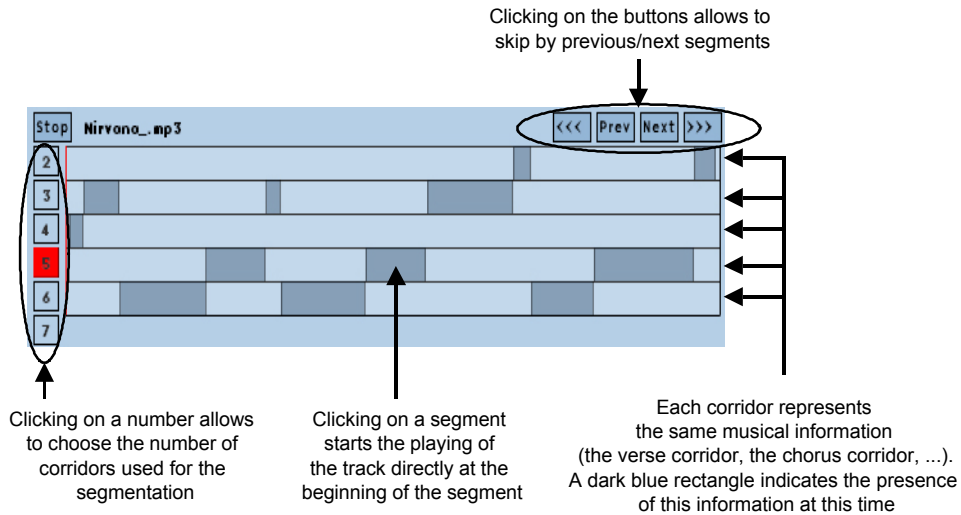 Clicking on the buttons allows to
skip by previous/next segments
Stop Nirvana_.mp3 <<< Prev Next >>>
2
3
4
5
6
7
Clicking on a number allows
to choose the number of
corridors used for the
segmentation
Clicking on a segment
starts the playing of
the track directly at the
beginning of the segment
Each corridor represents
the same musical information
(the verse corridor, the chorus corridor, ...).
A dark blue rectangle indicates the presence
of this information at this time